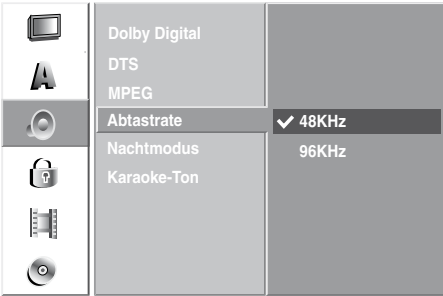 Dolby Digital
DTS
MPEG
Abtastrate
48KHz
96KHz
Nachtmodus
Karaoke-Ton
A